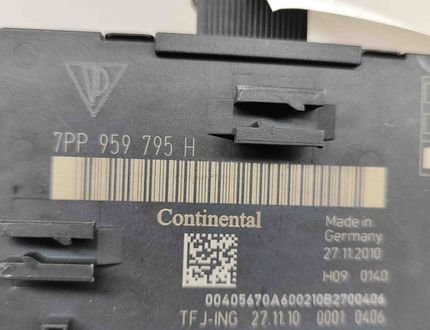 7PP 959 795 H
Continental
Made in
Germany
27.11.2010
H09 0140
00405670A600210B2700406
TFJ-ING 27.11.10 0001 0406